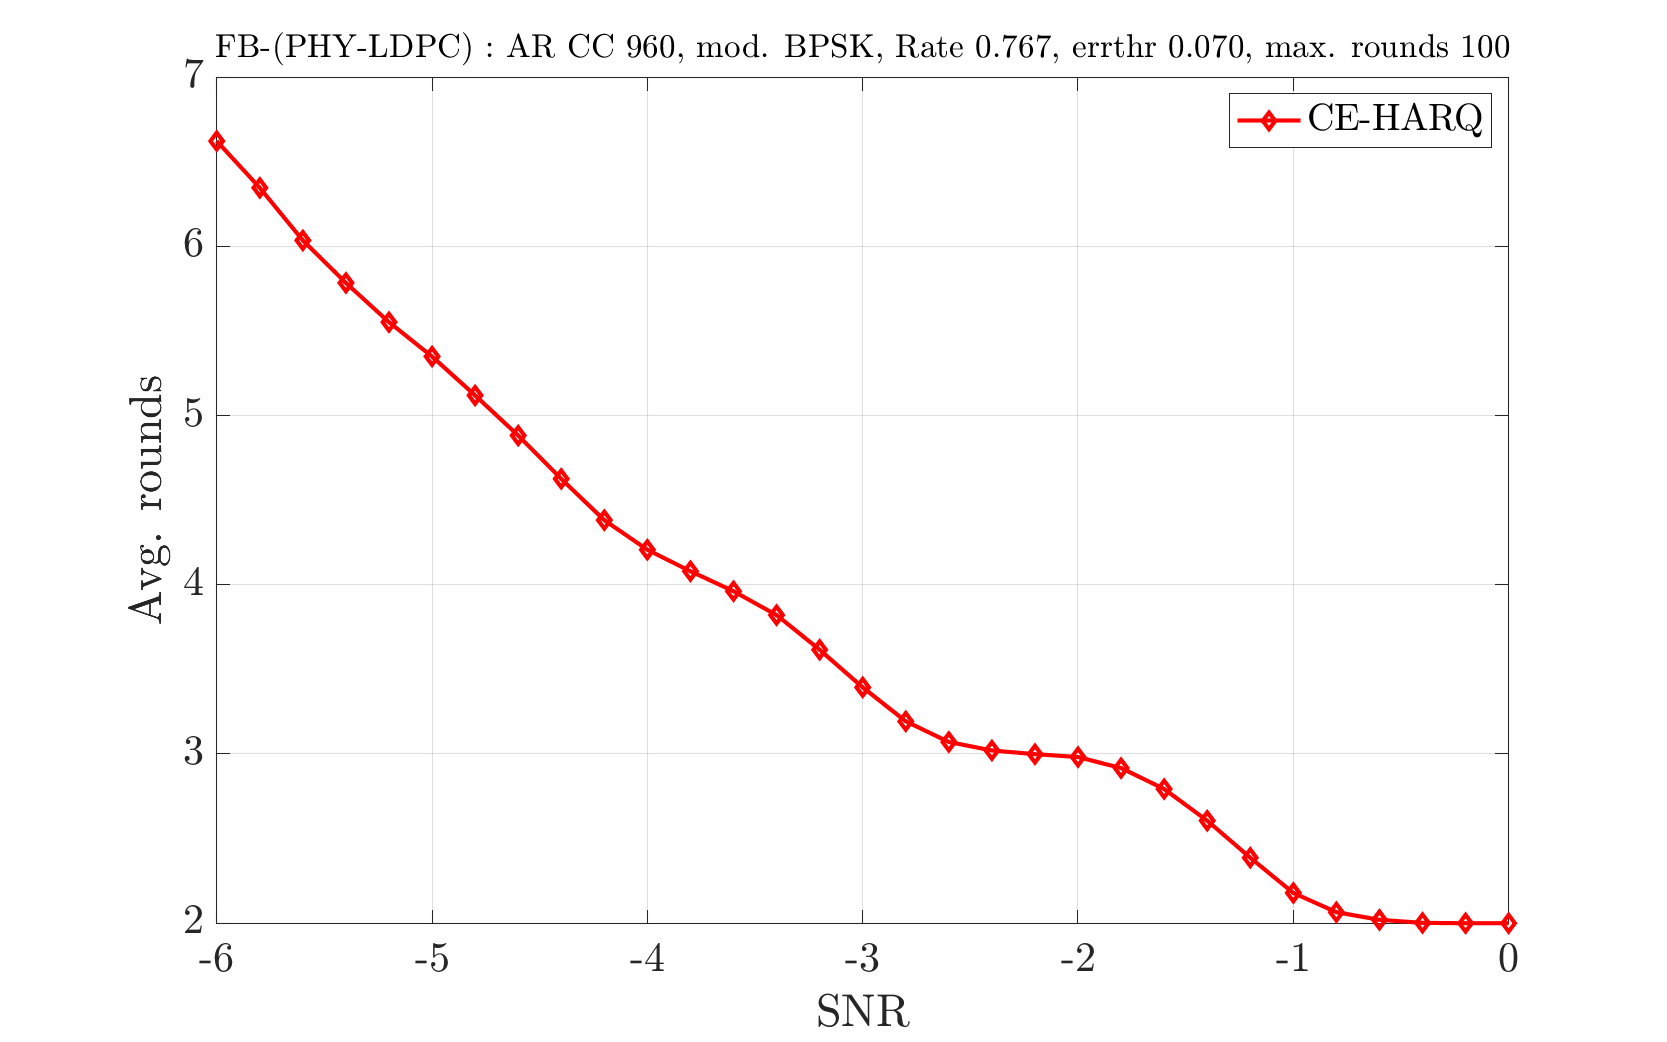 FB-(PHY-LDPC) : AR CC 960, mod. BPSK, Rate 0.767, errthr 0.070, max. rounds 100
CE-HARQ
7
6
5
4
3
2
Avg. rounds
-6 -5 -4 -3 -2 -1 0
SNR